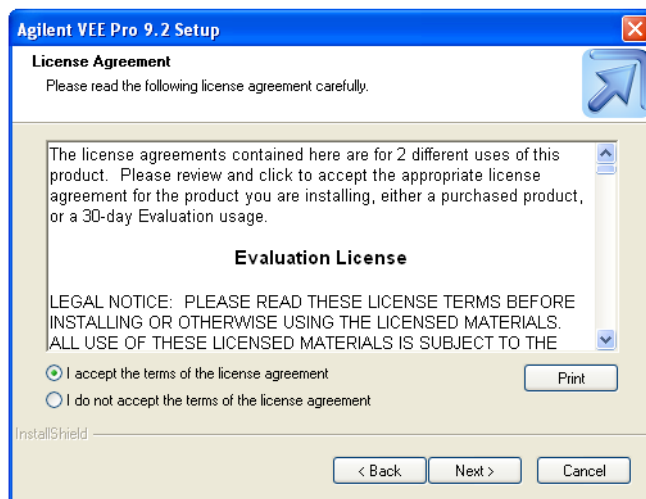 Agilent VEE Pro 9.2 Setup
License Agreement
Please read the following license agreement carefully.
The license agreements contained here are for 2 different uses of this
product.  Please review and click to accept the appropriate license
agreement for the product you are installing, either a purchased product,
or a 30-day Evaluation usage.
Evaluation License
LEGAL NOTICE:  PLEASE READ THESE LICENSE TERMS BEFORE
INSTALLING OR OTHERWISE USING THE LICENSED MATERIALS.
ALL USE OF THESE LICENSED MATERIALS IS SUBJECT TO THE
I accept the terms of the license agreement
Print
I do not accept the terms of the license agreement
InstallShield
< Back
Next >
Cancel